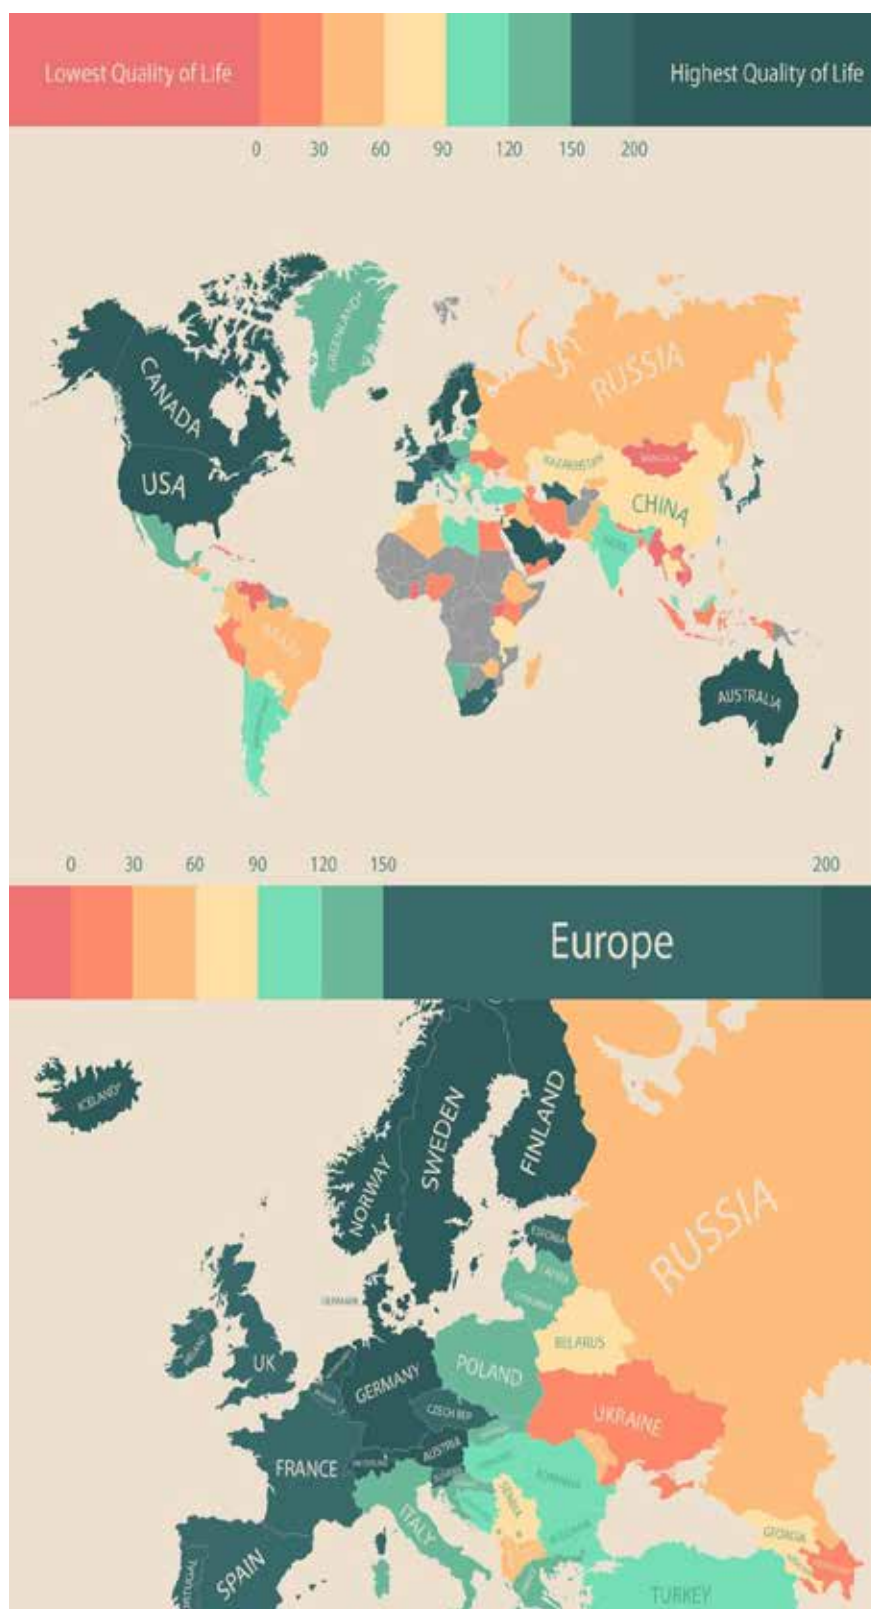 Lowest Quality of Life
Highest Quality of Life
0 30 60 90 120 150 200
GREENLAND*
CANADA
USA
RUSSIA
KAZAKHSTAN
MONGOLIA
CHINA
INDIA
BRAZIL
AUSTRALIA
0 30 60 90 120 150 200
Europe
ICELAND*
NORWAY
SWEDEN
FINLAND
RUSSIA
ESTONIA
LATVIA
LITHUANIA
DENMARK
BELARUS
IRELAND
UK
GERMANY
POLAND
UKRAINE
CZECH REP
FRANCE
AUSTRIA
ROMANIA
SERBIA
ITALY
BULGARIA
GEORGIA
SPAIN
PORTUGAL
TURKEY